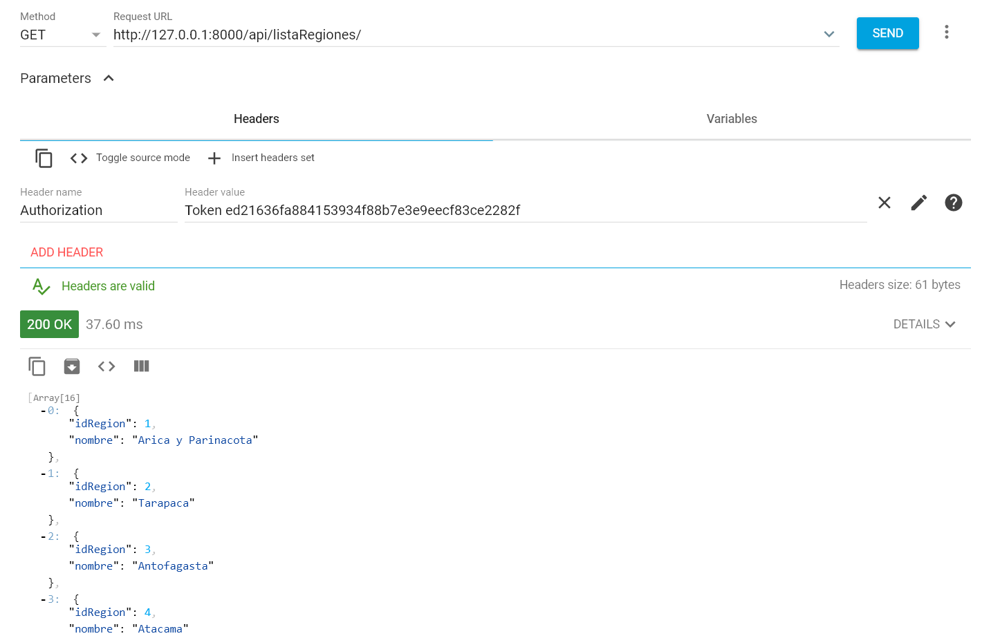 Method
Request URL
GET
http://127.0.0.1:8000/api/listaRegiones/
SEND
Parameters
Headers
Variables
Toggle source mode
Insert headers set
Header name
Header value
Authorization
Token ed21636fa884153934f88b7e3e9eecf83ce2282f
ADD HEADER
Headers are valid
Headers size: 61 bytes
200 OK 37.60 ms
DETAILS
[Array[16]
-0: {
"idRegion": 1,
"nombre": "Arica y Parinacota"
},
-1: {
"idRegion": 2,
"nombre": "Tarapaca"
},
-2: {
"idRegion": 3,
"nombre": "Antofagasta"
},
-3: {
"idRegion": 4,
"nombre": "Atacama"